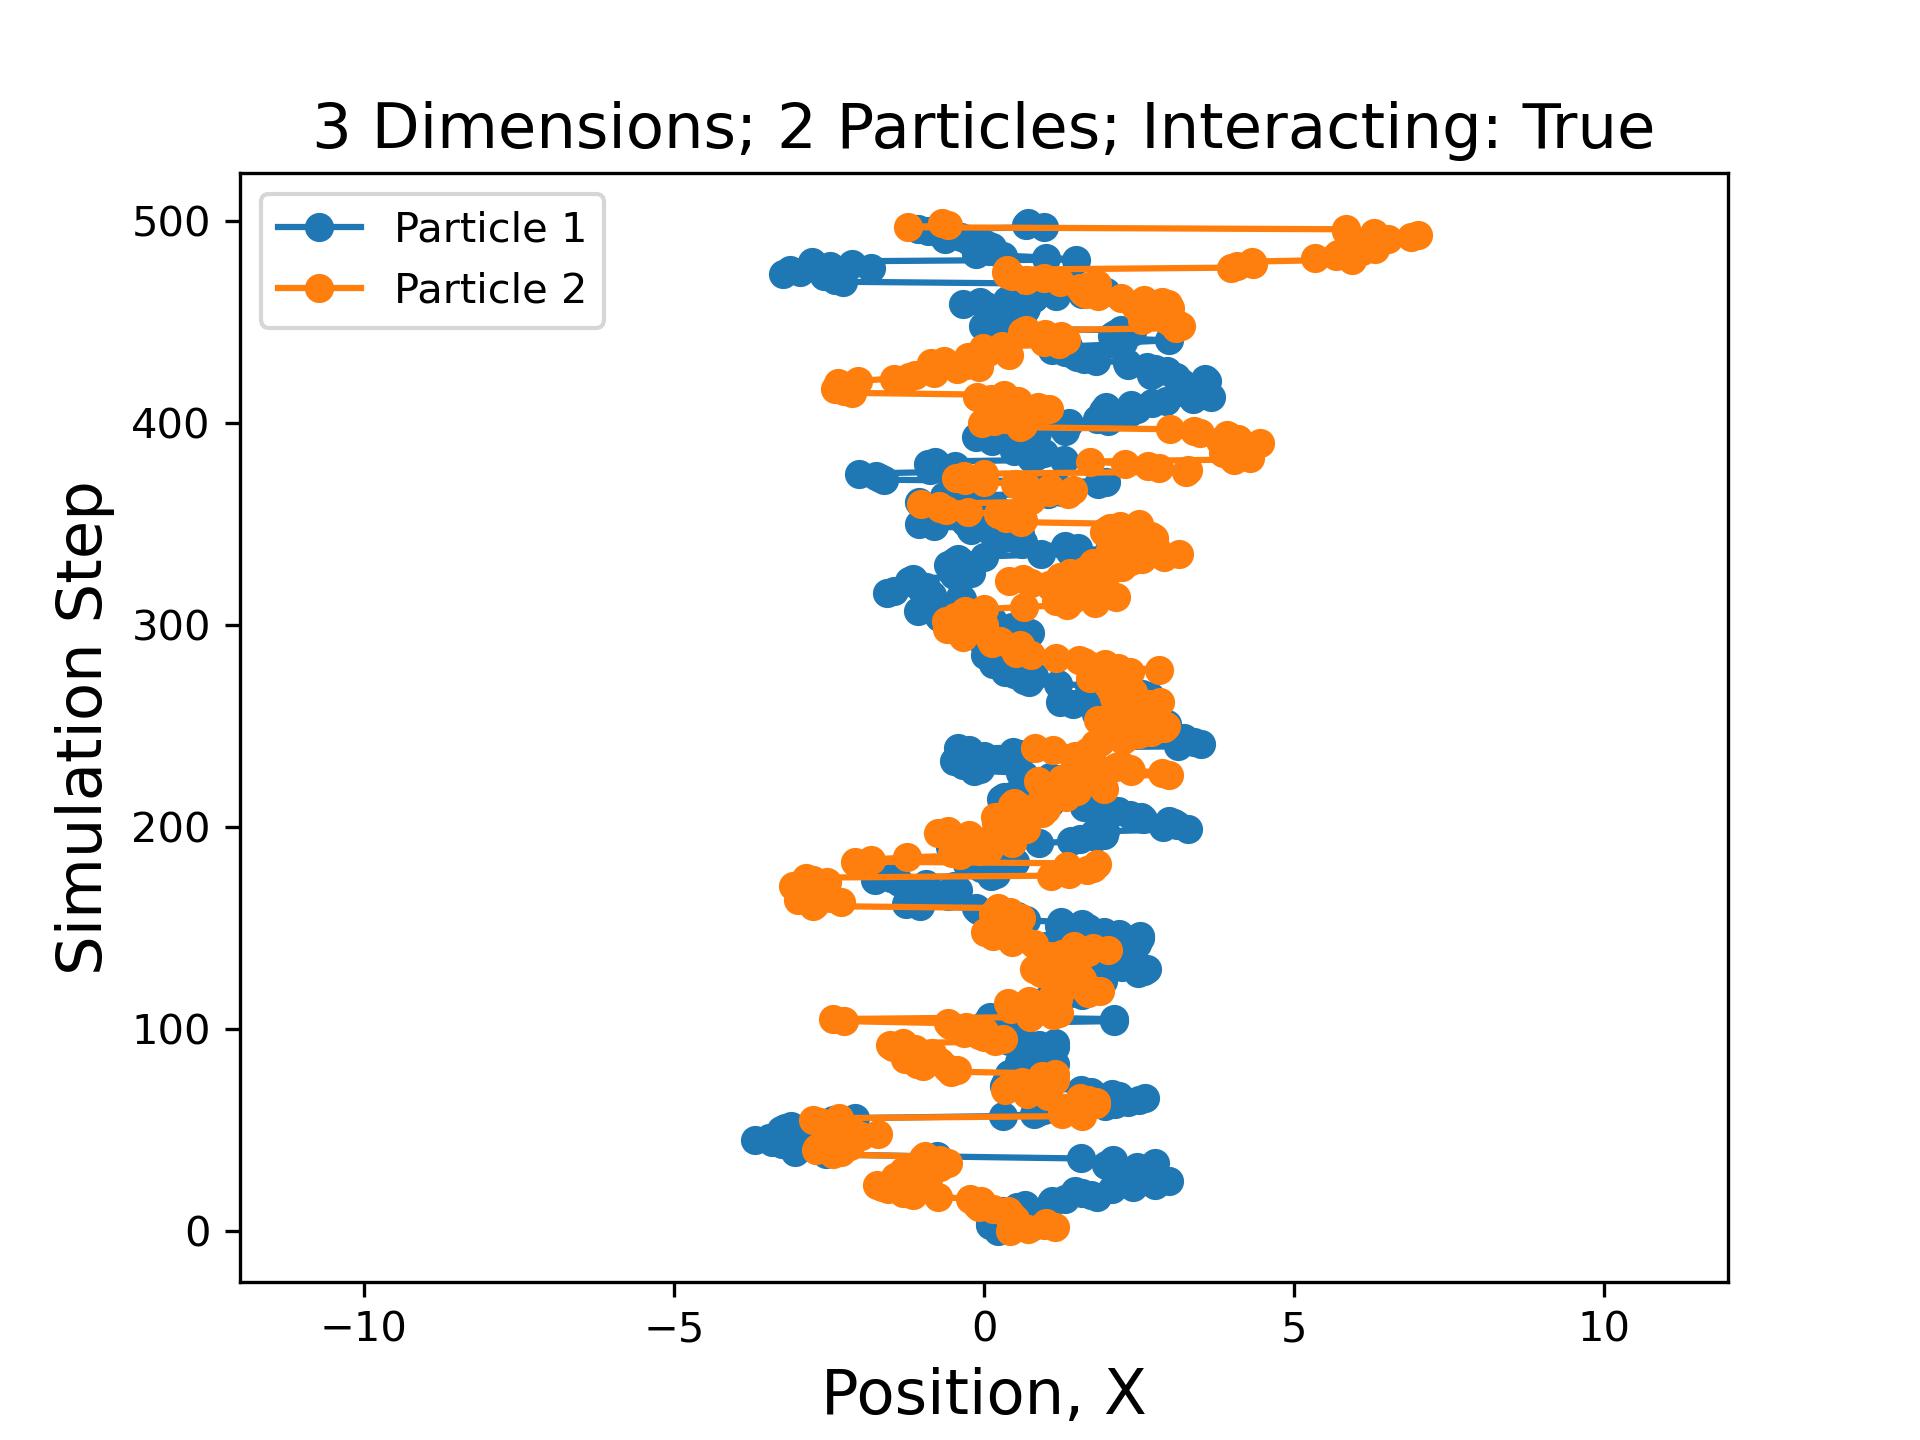 3 Dimensions; 2 Particles; Interacting: True
Particle 1
Particle 2
Simulation Step
500
400
300
200
100
0
−10
−5
0
5
10
Position, X